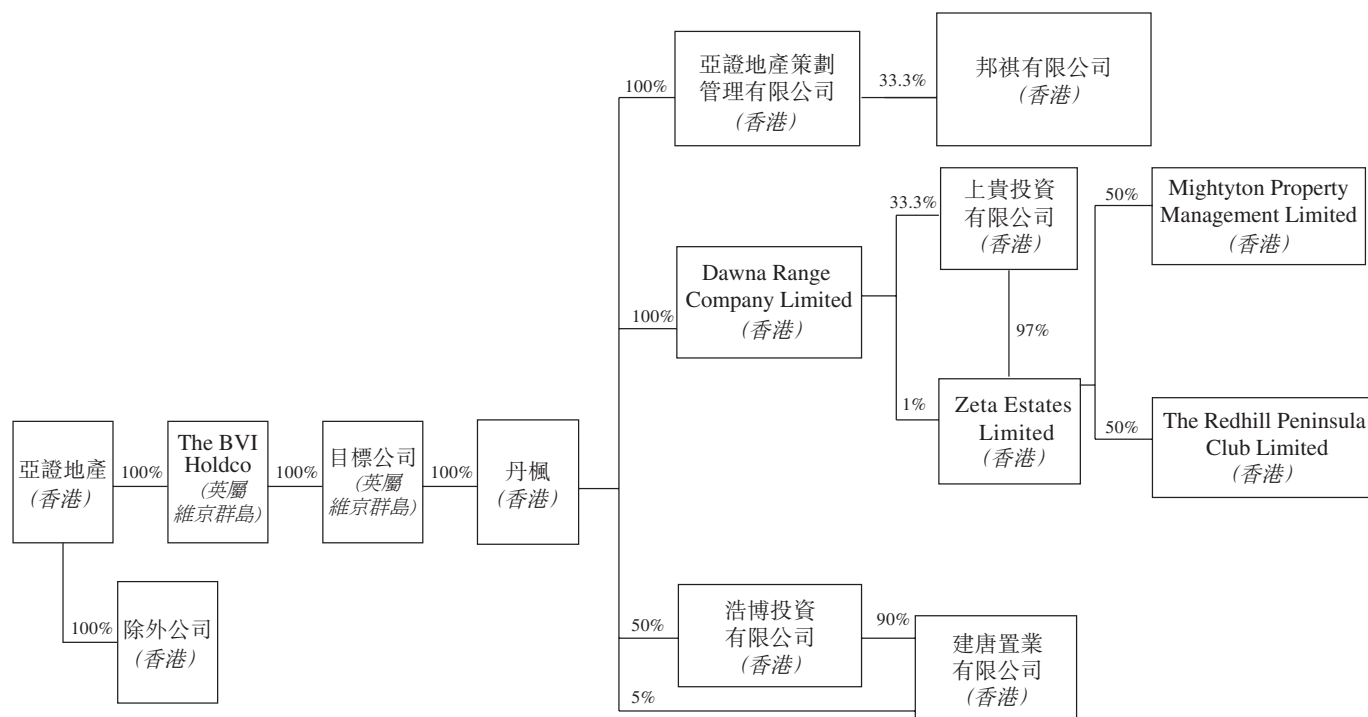 亞證地產策劃
管理有限公司
(香港)
100%
33.3%
邦祺有限公司
(香港)
上貴投資
有限公司
(香港)
33.3%
50%
Mightyton Property
Management Limited
(香港)
Dawna Range
Company Limited
(香港)
100%
97%
1%
Zeta Estates
Limited
(香港)
50%
The Redhill Peninsula
Club Limited
(香港)
亞證地產
(香港)
100%
The BVI
Holdco
(英屬
維京群島)
100%
目標公司
(英屬
維京群島)
100%
丹楓
(香港)
100%
除外公司
(香港)
50%
浩博投資
有限公司
(香港)
90%
建唐置業
有限公司
(香港)
5%